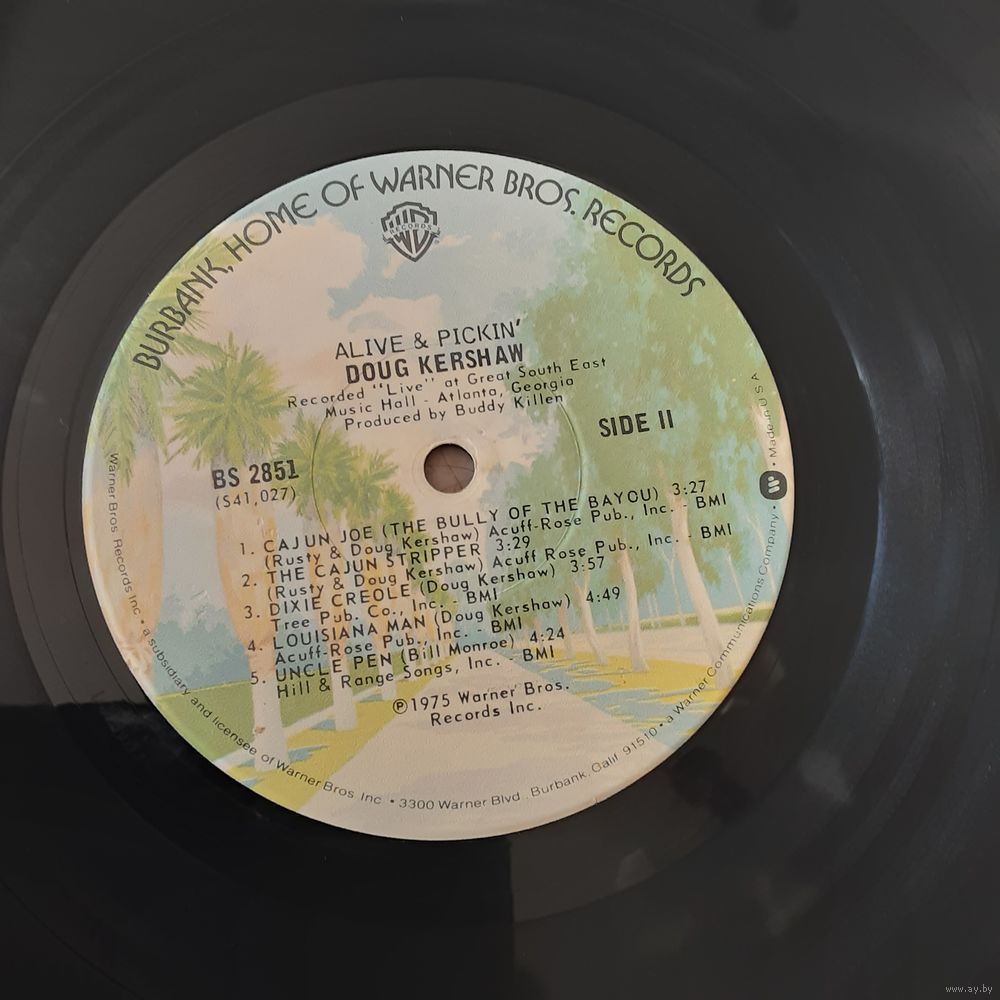 BURBANK, HOME OF WARNER BROS. RECORDS
RECORDS
ALIVE & PICKIN'
DOUG KERSHAW
Recorded "Live" at Great South East
Music Hall - Atlanta, Georgia
Produced by Buddy Killen
SIDE II
BS 2851
(S41,027)
1. CAJUN JOE (THE BULLY OF THE BAYOU) 3:27
(Rusty & Doug Kershaw) Acuff-Rose Pub., Inc. - BMI
2. THE CAJUN STRIPPER 3:29
(Rusty & Doug Kershaw) Acuff Rose Pub., Inc. - BMI
3. DIXIE CREOLE (Doug Kershaw) 3:57
Tree Pub. Co., Inc. - BMI
4. LOUISIANA MAN (Doug Kershaw) 4:49
Acuff-Rose Pub., Inc. - BMI
5. UNCLE PEN (Bill Monroe) 4:24
Hill & Range Songs, Inc. - BMI
℗1975 Warner Bros.
Records Inc.
Warner Bros. Records Inc. • a subsidiary and licensee of Warner Bros. Inc. • 3300 Warner Blvd., Burbank, Calif. 91510 • a Warner Communications Company. • Made in U S A
www.ay.by